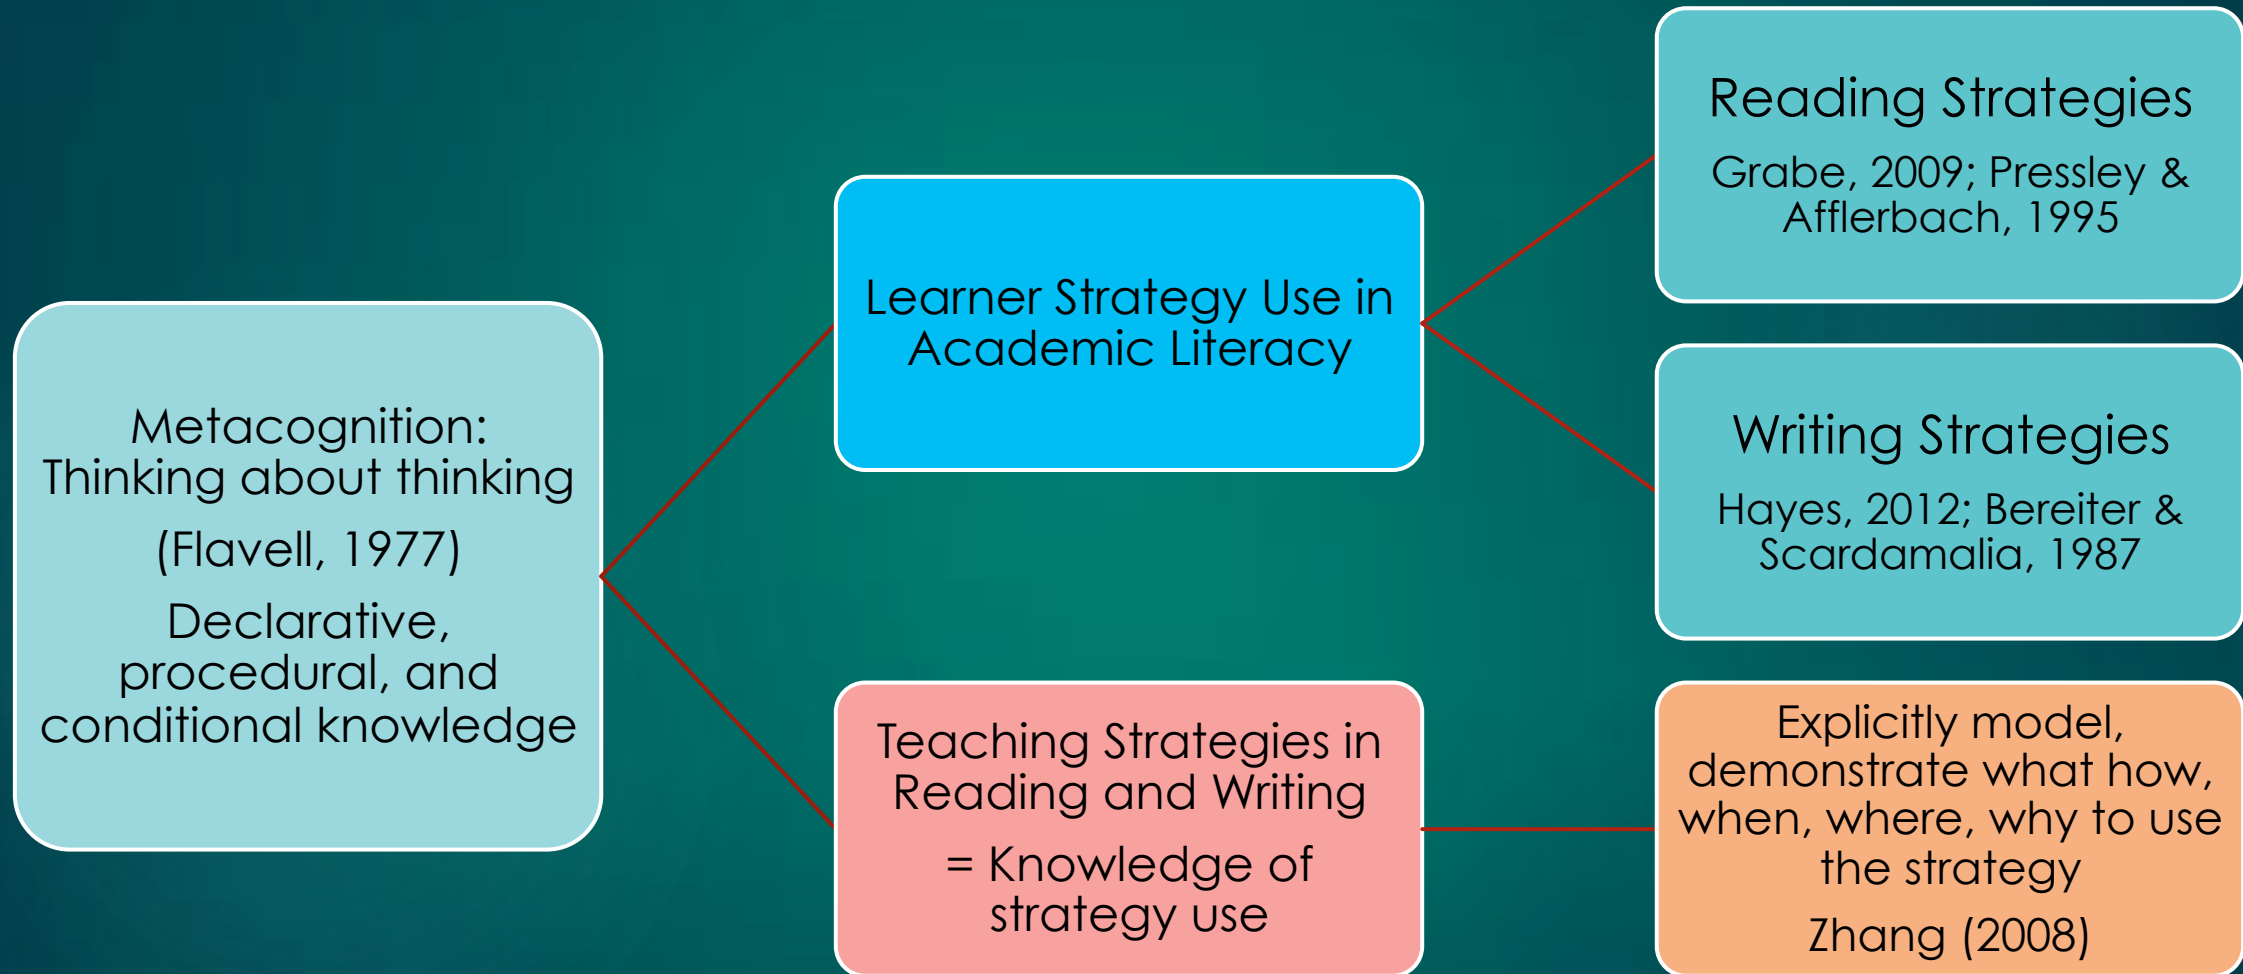 Metacognition:
Thinking about thinking
(Flavell, 1977)
Declarative,
procedural, and
conditional knowledge
Learner Strategy Use in
Academic Literacy
Reading Strategies
Grabe, 2009; Pressley &
Afflerbach, 1995
Writing Strategies
Hayes, 2012; Bereiter &
Scardamalia, 1987
Teaching Strategies in
Reading and Writing
= Knowledge of
strategy use
Explicitly model,
demonstrate what how,
when, where, why to use
the strategy
Zhang (2008)